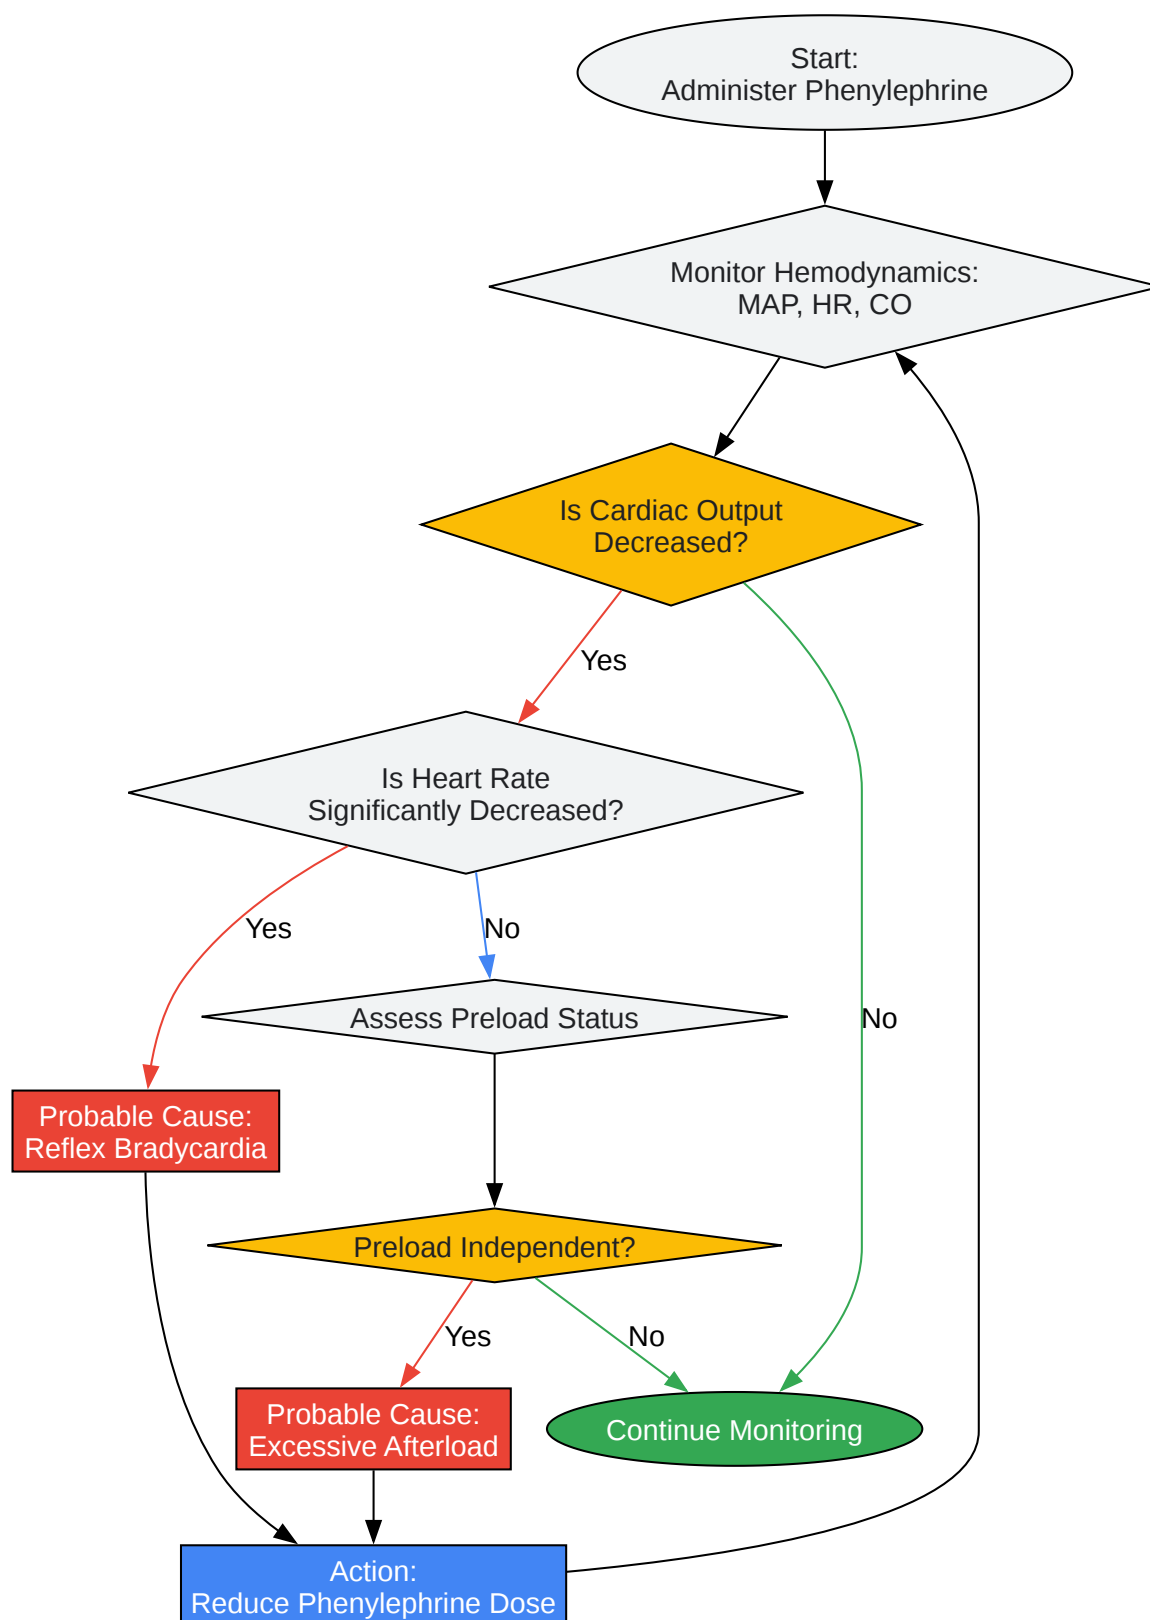 Start:
Administer Phenylephrine
Monitor Hemodynamics:
MAP, HR, CO
Is Cardiac Output
Decreased?
Yes
Is Heart Rate
Significantly Decreased?
Yes
No
Assess Preload Status
No
Probable Cause:
Reflex Bradycardia
Preload Independent?
Yes
No
Probable Cause:
Excessive Afterload
Continue Monitoring
Action:
Reduce Phenylephrine Dose